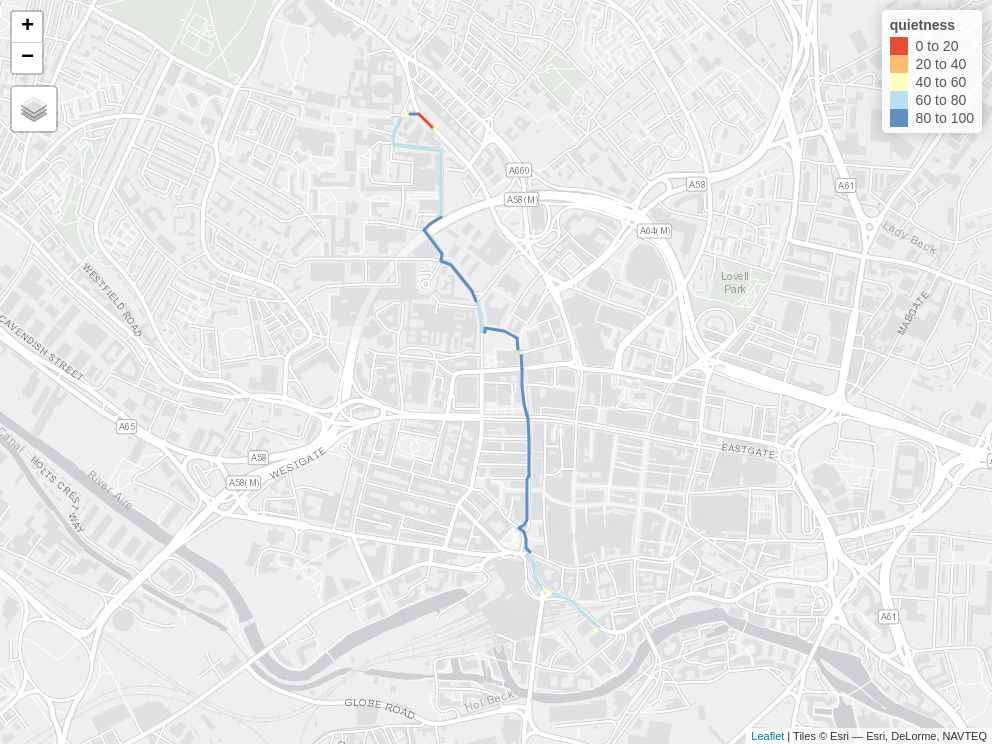 +
−
quietness
0 to 20
20 to 40
40 to 60
60 to 80
80 to 100
A660
A58
A61
A58(M)
A64(M)
Lady Beck
Lovell
Park
WESTFIELD ROAD
MABGATE
CAVENDISH STREET
A65
EASTGATE
A58
WESTGATE
Canal
River Aire
A58(M)
HOLTS CREST WAY
A61
Hol Beck
GLOBE ROAD
Leaflet | Tiles © Esri — Esri, DeLorme, NAVTEQ